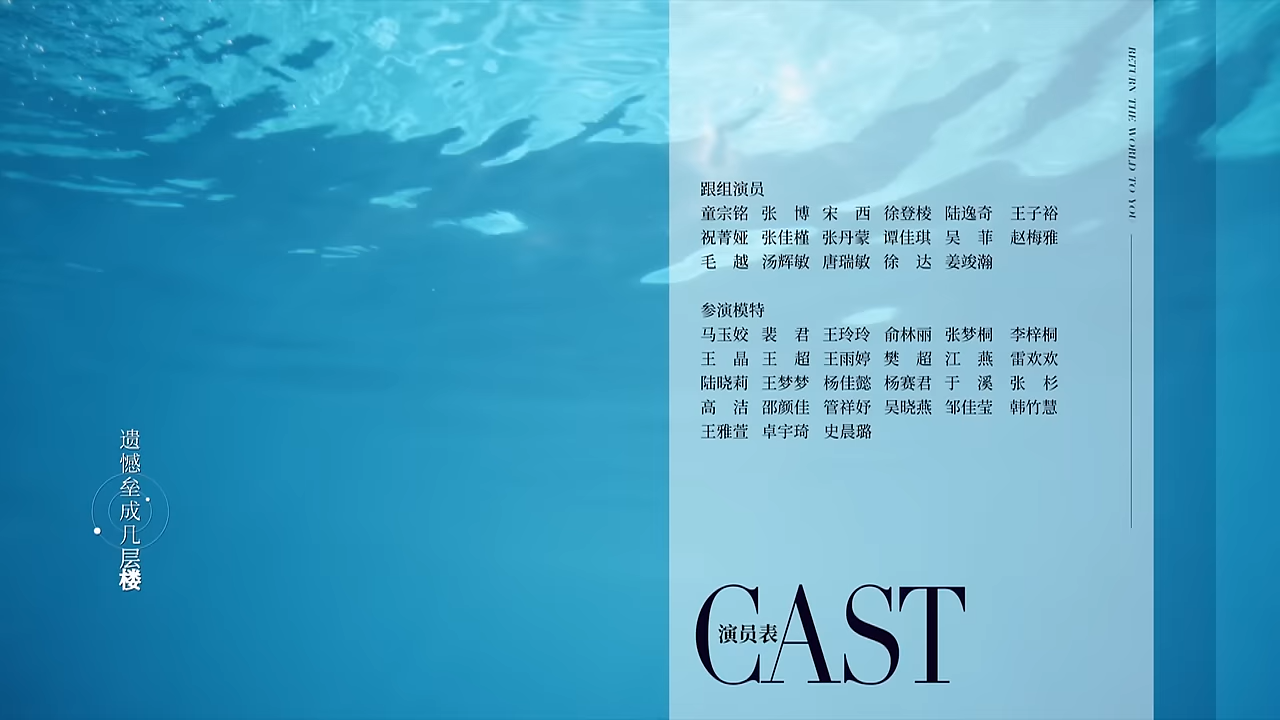 跟组演员
童宗铭 张 博 宋 西 徐登棱 陆逸奇 王子裕
祝菁娅 张佳槿 张丹蒙 谭佳琪 吴 菲 赵梅雅
毛 越 汤辉敏 唐瑞敏 徐 达 姜竣瀚
参演模特
马玉姣 裴 君 王玲玲 俞林丽 张梦桐 李梓桐
王 晶 王 超 王雨婷 樊 超 江 燕 雷欢欢
陆晓莉 王梦梦 杨佳懿 杨赛君 于 溪 张 杉
高 洁 邵颜佳 管祥妤 吴晓燕 邹佳莹 韩竹慧
王雅萱 卓宇琦 史晨璐
CAST
演员表
RETURN THE WORLD TO YOU
遗憾垒成几层楼